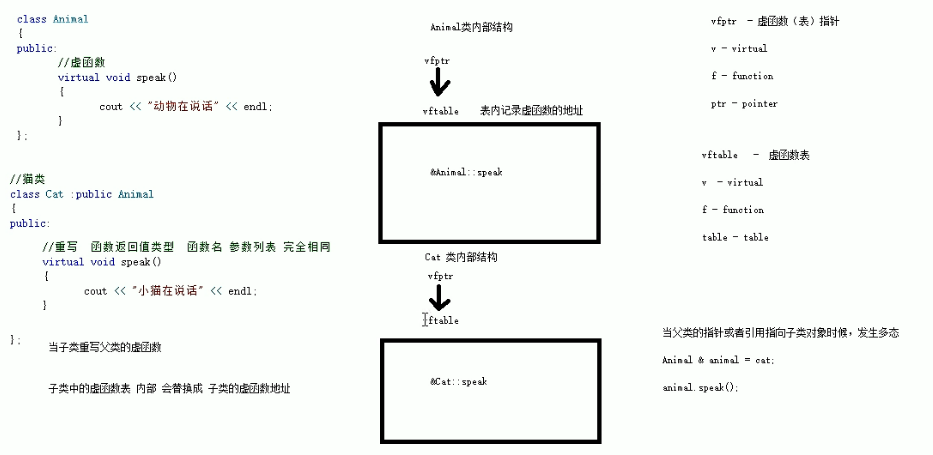 class Animal
{
public:
//虚函数
virtual void speak()
{
cout << "动物在说话" << endl;
}
};
//猫类
class Cat :public Animal
{
public:
//重写 函数返回值类型 函数名 参数列表 完全相同
virtual void speak()
{
cout << "小猫在说话" << endl;
}
};
当子类重写父类的虚函数
子类中的虚函数表 内部 会替换成 子类的虚函数地址
Animal类内部结构
vfptr
vftable 表内记录虚函数的地址
&Animal::speak
Cat 类内部结构
vfptr
ftable
&Cat::speak
vfptr - 虚函数（表）指针
v - virtual
f - function
ptr - pointer
vftable - 虚函数表
v - virtual
f - function
table - table
当父类的指针或者引用指向子类对象时候，发生多态
Animal & animal = cat;
animal.speak();